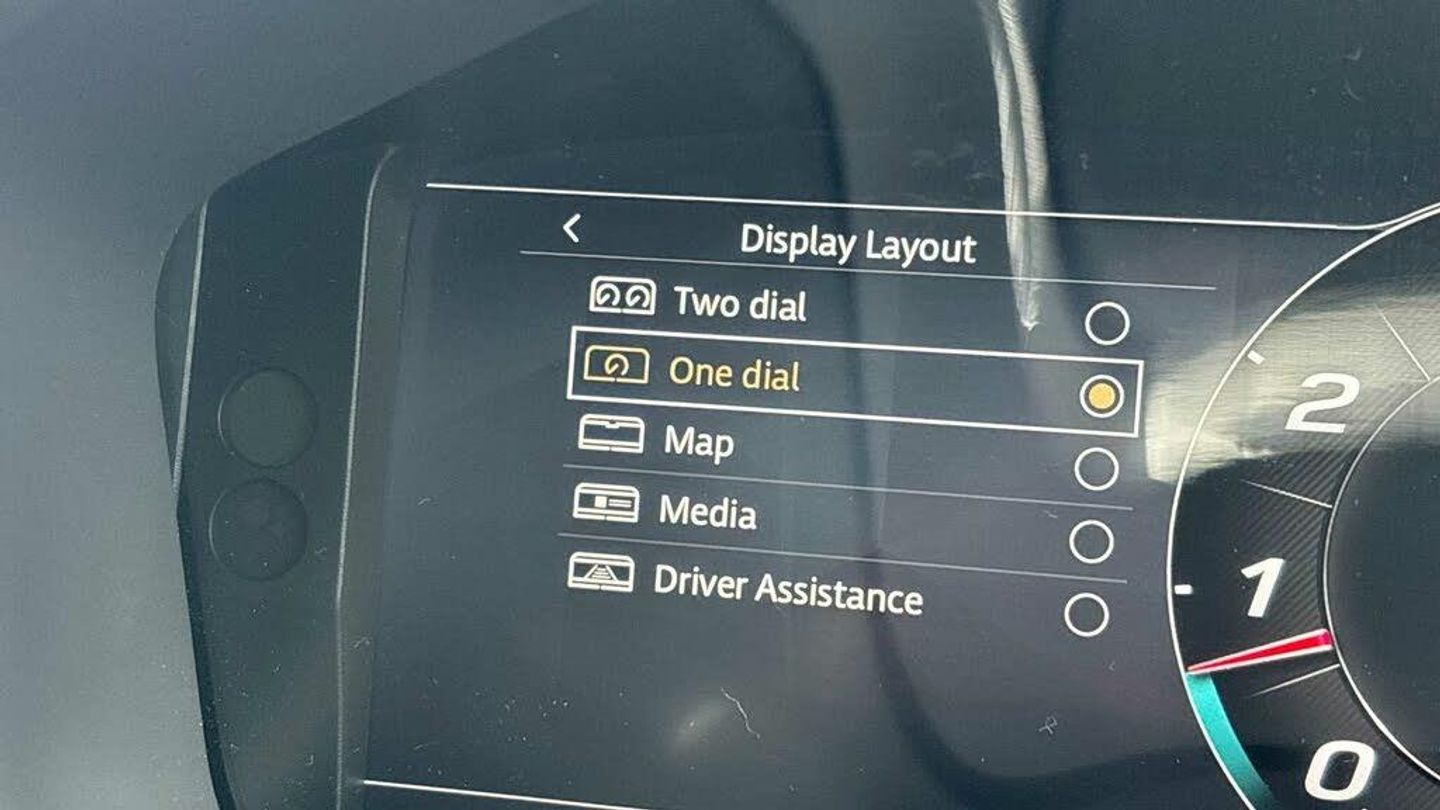 Display Layout
Two dial
One dial
Map
Media
Driver Assistance
2
1
0